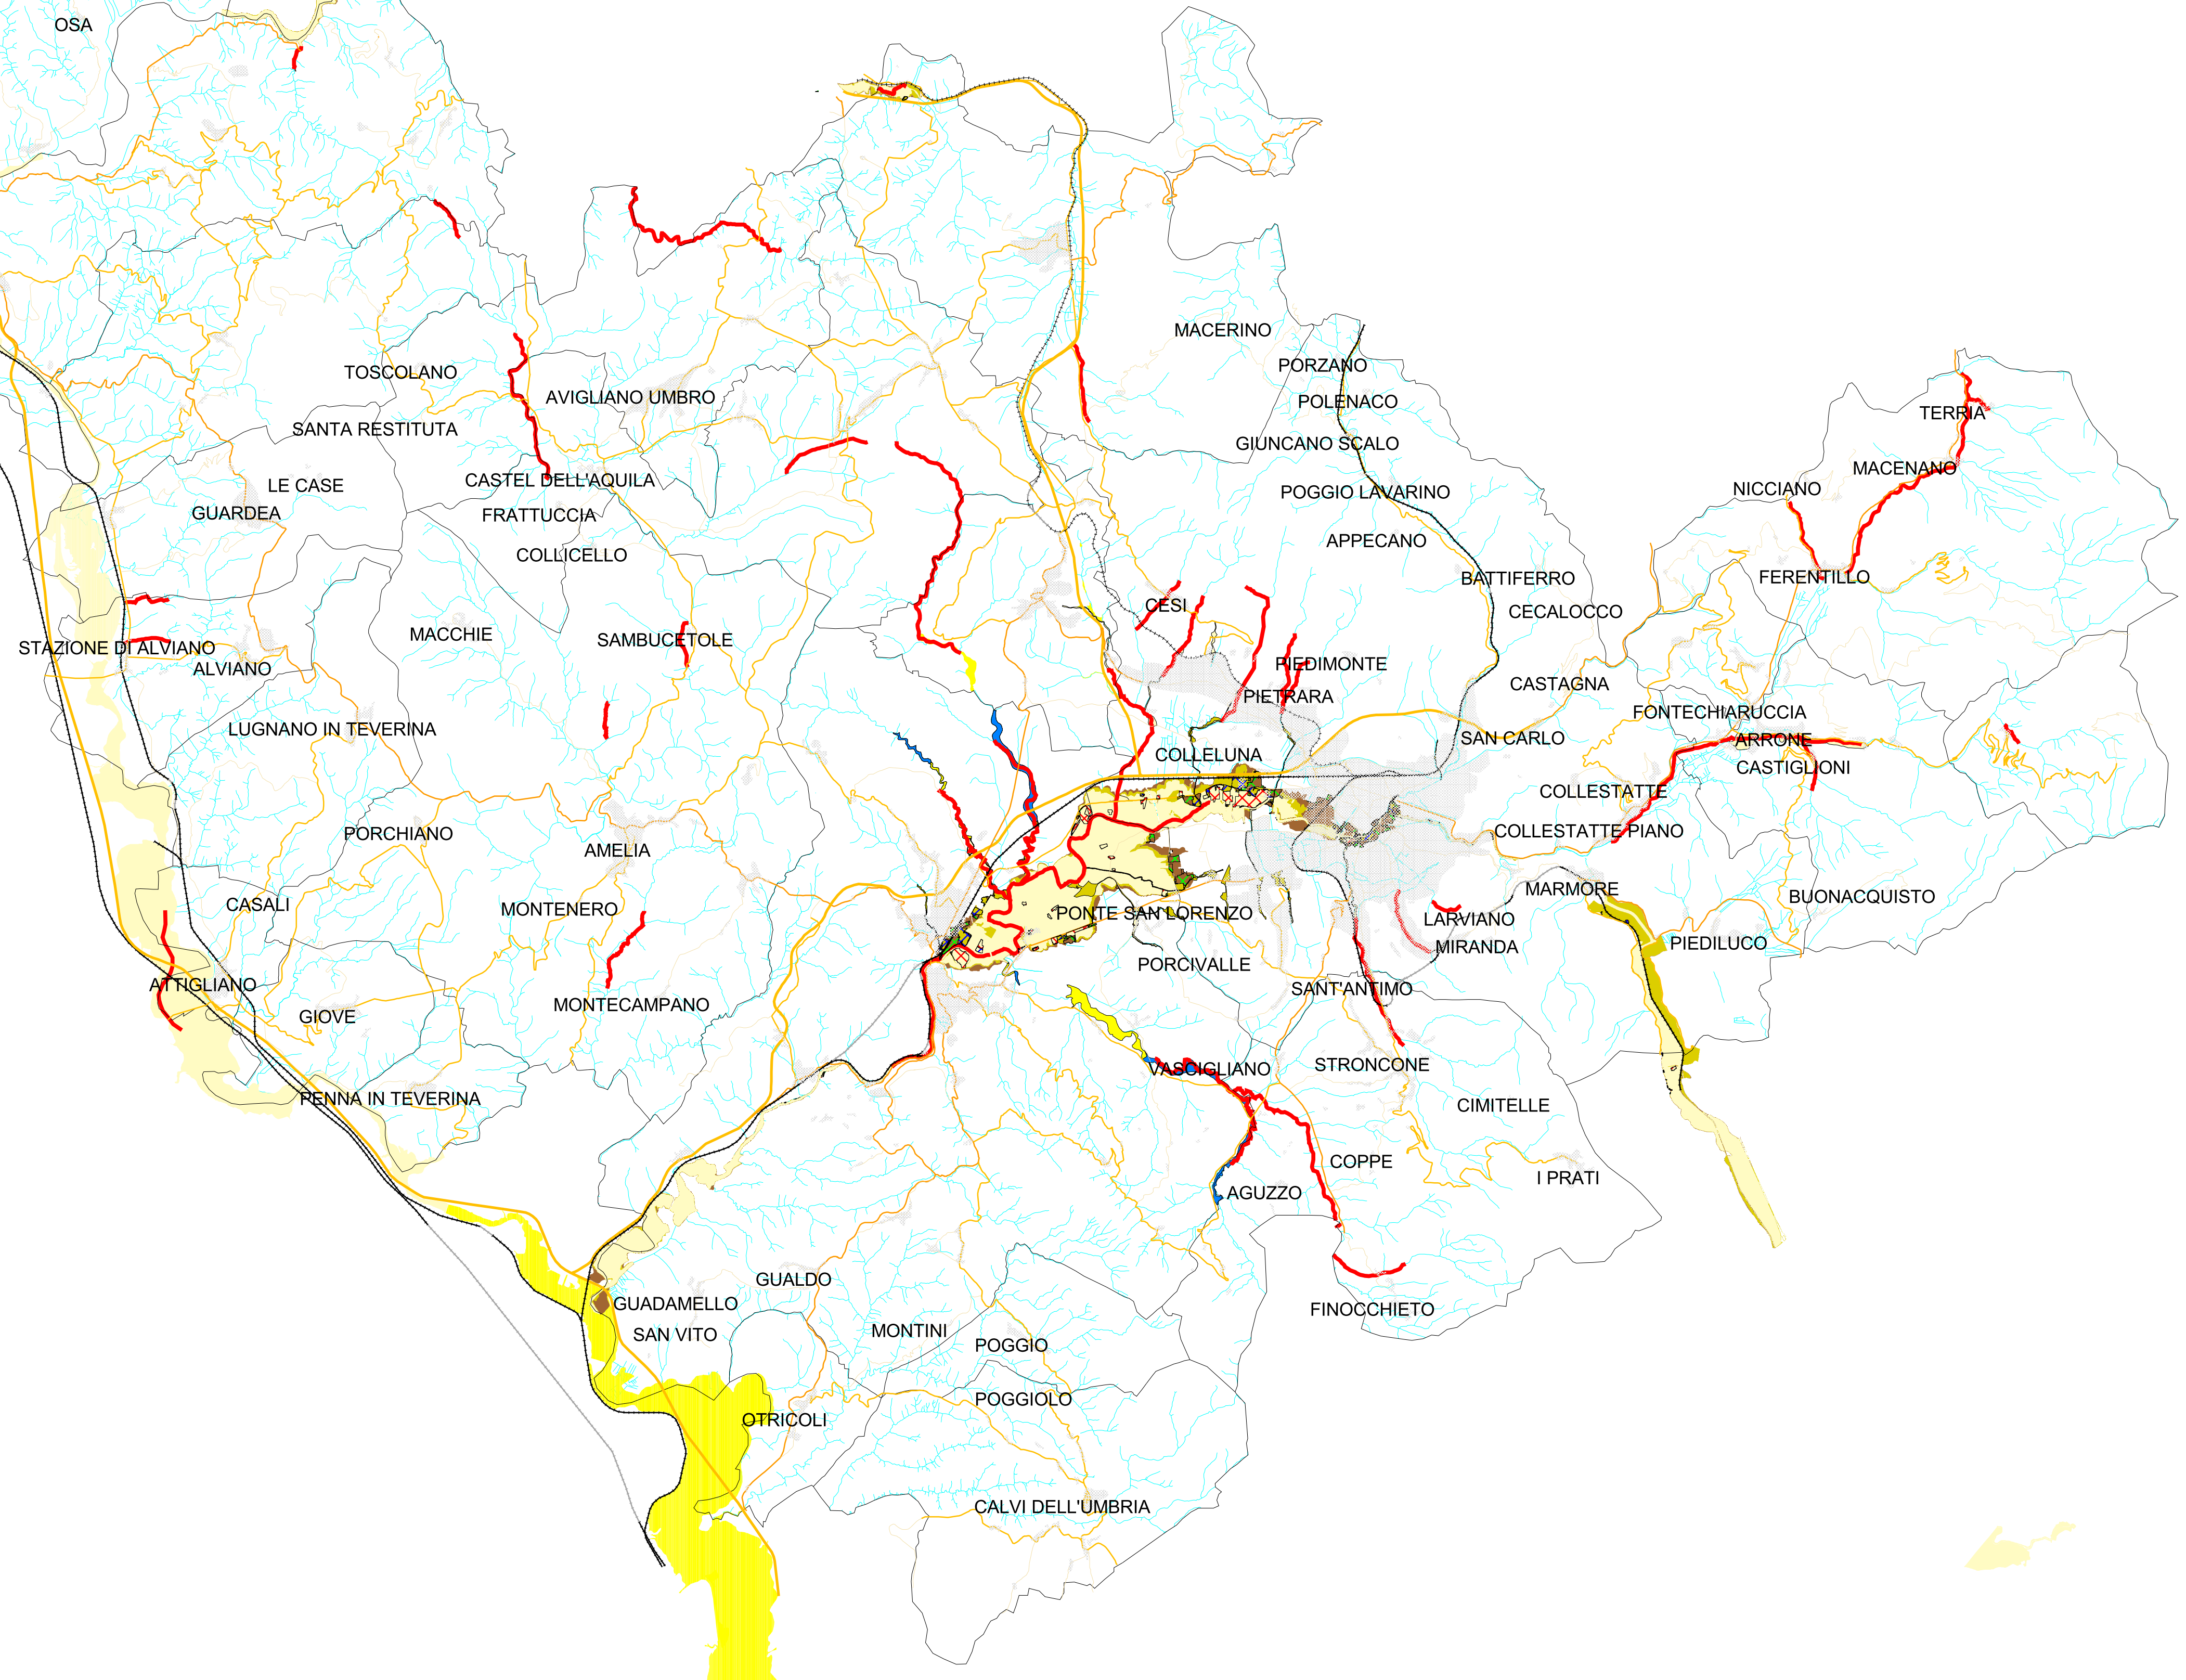 OSA
MACERINO
PORZANO
TOSCOLANO
AVIGLIANO UMBRO
POLENACO
TERRIA
SANTA RESTITUTA
GIUNCANO SCALO
MACENANO
CASTEL DELL'AQUILA
LE CASE
POGGIO LAVARINO
NICCIANO
GUARDEA
FRATTUCCIA
APPECANO
COLLICELLO
BATTIFERRO
FERENTILLO
CESI
CECALOCCO
MACCHIE
SAMBUCETOLE
STAZIONE DI ALVIANO
ALVIANO
PIEDIMONTE
PIETRARA
CASTAGNA
FONTECHIARUCCIA
LUGNANO IN TEVERINA
SAN CARLO
ARRONE
COLLELUNA
CASTIGLIONI
COLLESTATTE
PORCHIANO
COLLESTATTE PIANO
AMELIA
MARMORE
BUONACQUISTO
CASALI
MONTENERO
PONTE SAN LORENZO
LARVIANO
MIRANDA
PIEDILUCO
PORCIVALLE
ATTIGLIANO
SANT'ANTIMO
MONTECAMPANO
GIOVE
VASCIGLIANO
STRONCONE
PENNA IN TEVERINA
CIMITELLE
COPPE
I PRATI
AGUZZO
GUALDO
GUADAMELLO
FINOCCHIETO
SAN VITO
MONTINI
POGGIO
POGGIOLO
OTRICOLI
CALVI DELL'UMBRIA